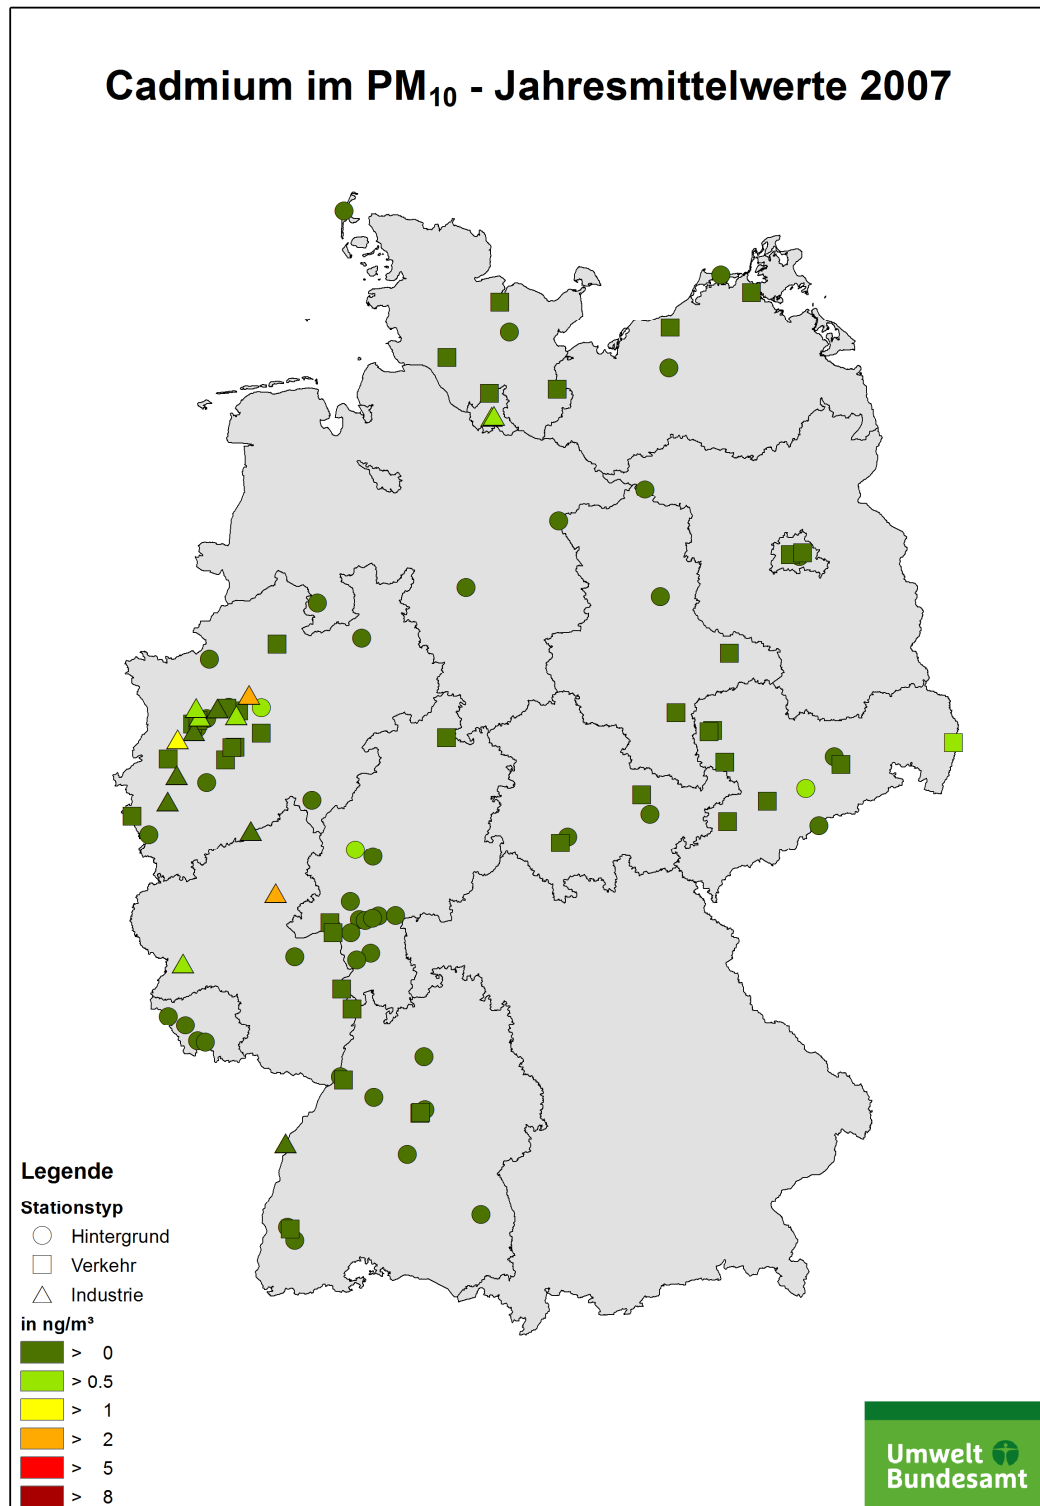 Cadmium im PM₁₀ - Jahresmittelwerte 2007
Legende
Stationstyp
Hintergrund
Verkehr
Industrie
in ng/m³
> 0
> 0.5
> 1
> 2
> 5
> 8
Umwelt
Bundesamt